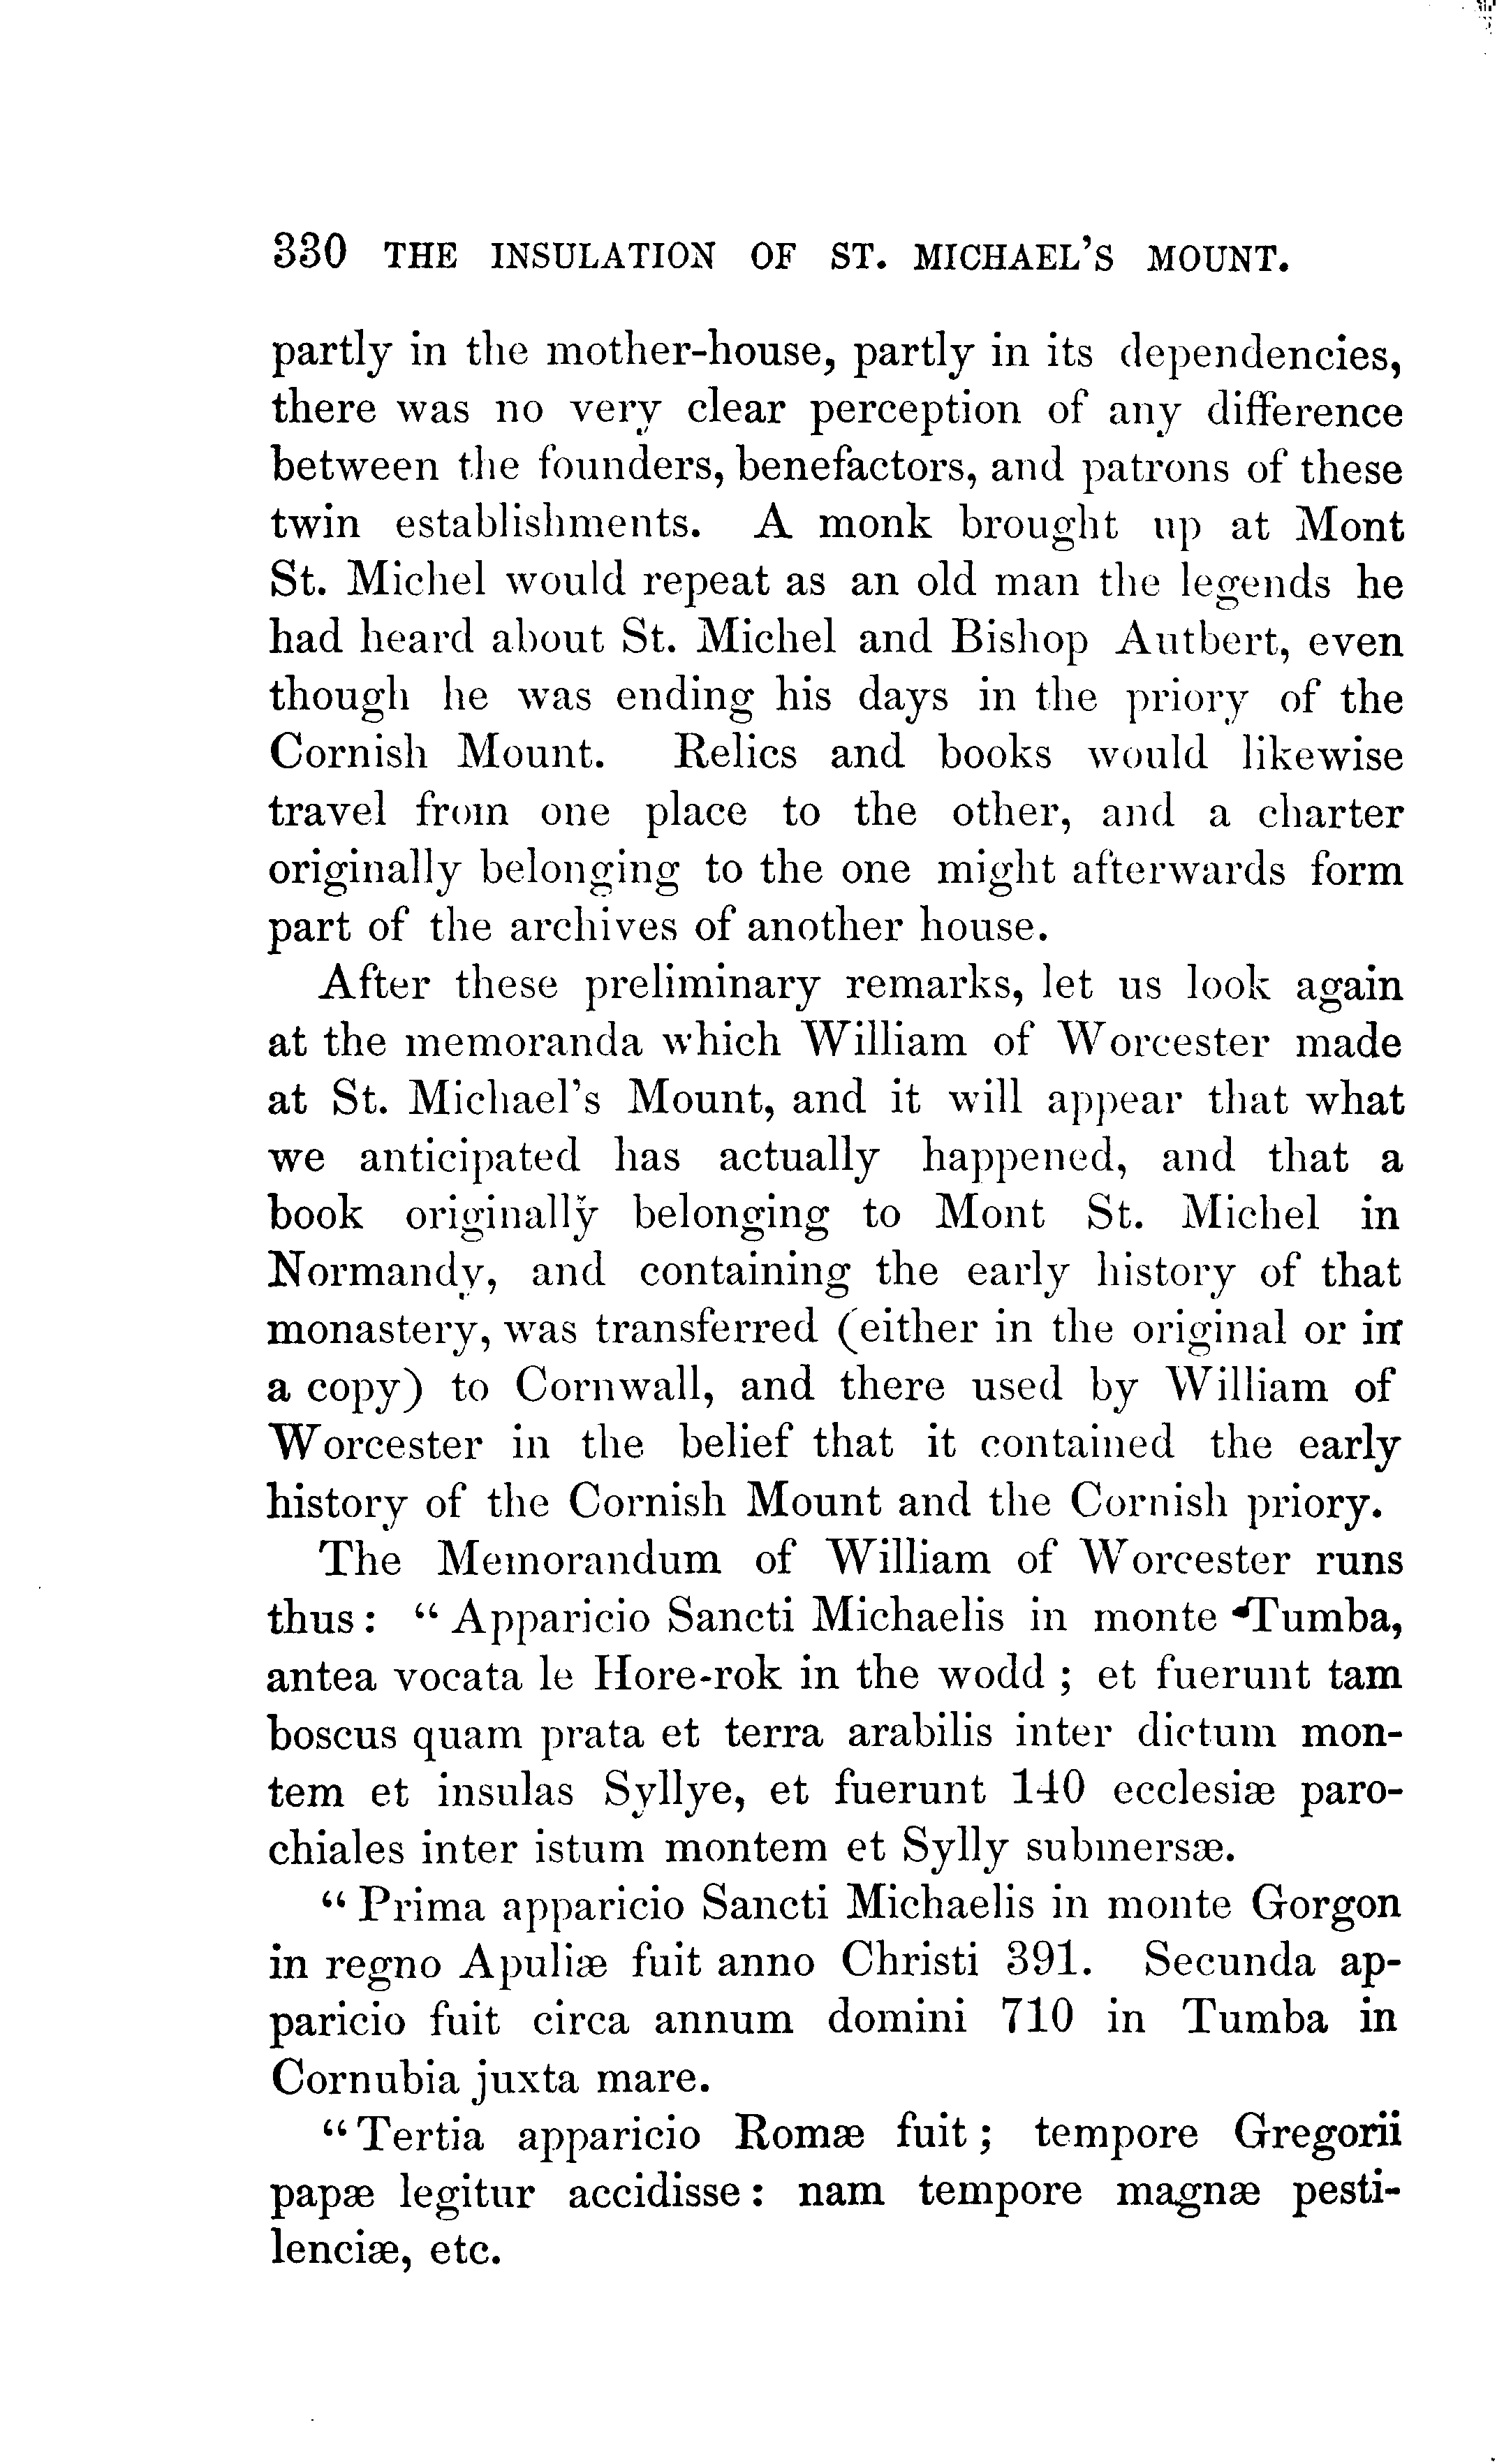 330 THE INSULATION OF ST. MICHAEL'S MOUNT.
partly in the mother-house, partly in its dependencies,
there was no very clear perception of any difference
between the founders, benefactors, and patrons of these
twin establishments. A monk brought up at Mont
St. Michel would repeat as an old man the legends he
had heard about St. Michel and Bishop Autbert, even
though he was ending his days in the priory of the
Cornish Mount. Relics and books would likewise
travel from one place to the other, and a charter
originally belonging to the one might afterwards form
part of the archives of another house.
After these preliminary remarks, let us look again
at the memoranda which William of Worcester made
at St. Michael's Mount, and it will appear that what
we anticipated has actually happened, and that a
book originally belonging to Mont St. Michel in
Normandy, and containing the early history of that
monastery, was transferred (either in the original or in
a copy) to Cornwall, and there used by William of
Worcester in the belief that it contained the early
history of the Cornish Mount and the Cornish priory.
The Memorandum of William of Worcester runs
thus: "Apparicio Sancti Michaelis in monte Tumba,
antea vocata le Hore-rok in the wodd; et fuerunt tam
boscus quam prata et terra arabilis inter dictum mon-
tem et insulas Syllye, et fuerunt 140 ecclesiæ paro-
chiales inter istum montem et Sylly submersæ.
"Prima apparicio Sancti Michaelis in monte Gorgon
in regno Apuliæ fuit anno Christi 391. Secunda ap-
paricio fuit circa annum domini 710 in Tumba in
Cornubia juxta mare.
"Tertia apparicio Romæ fuit; tempore Gregorii
papæ legitur accidisse: nam tempore magnæ pesti-
lenciæ, etc.